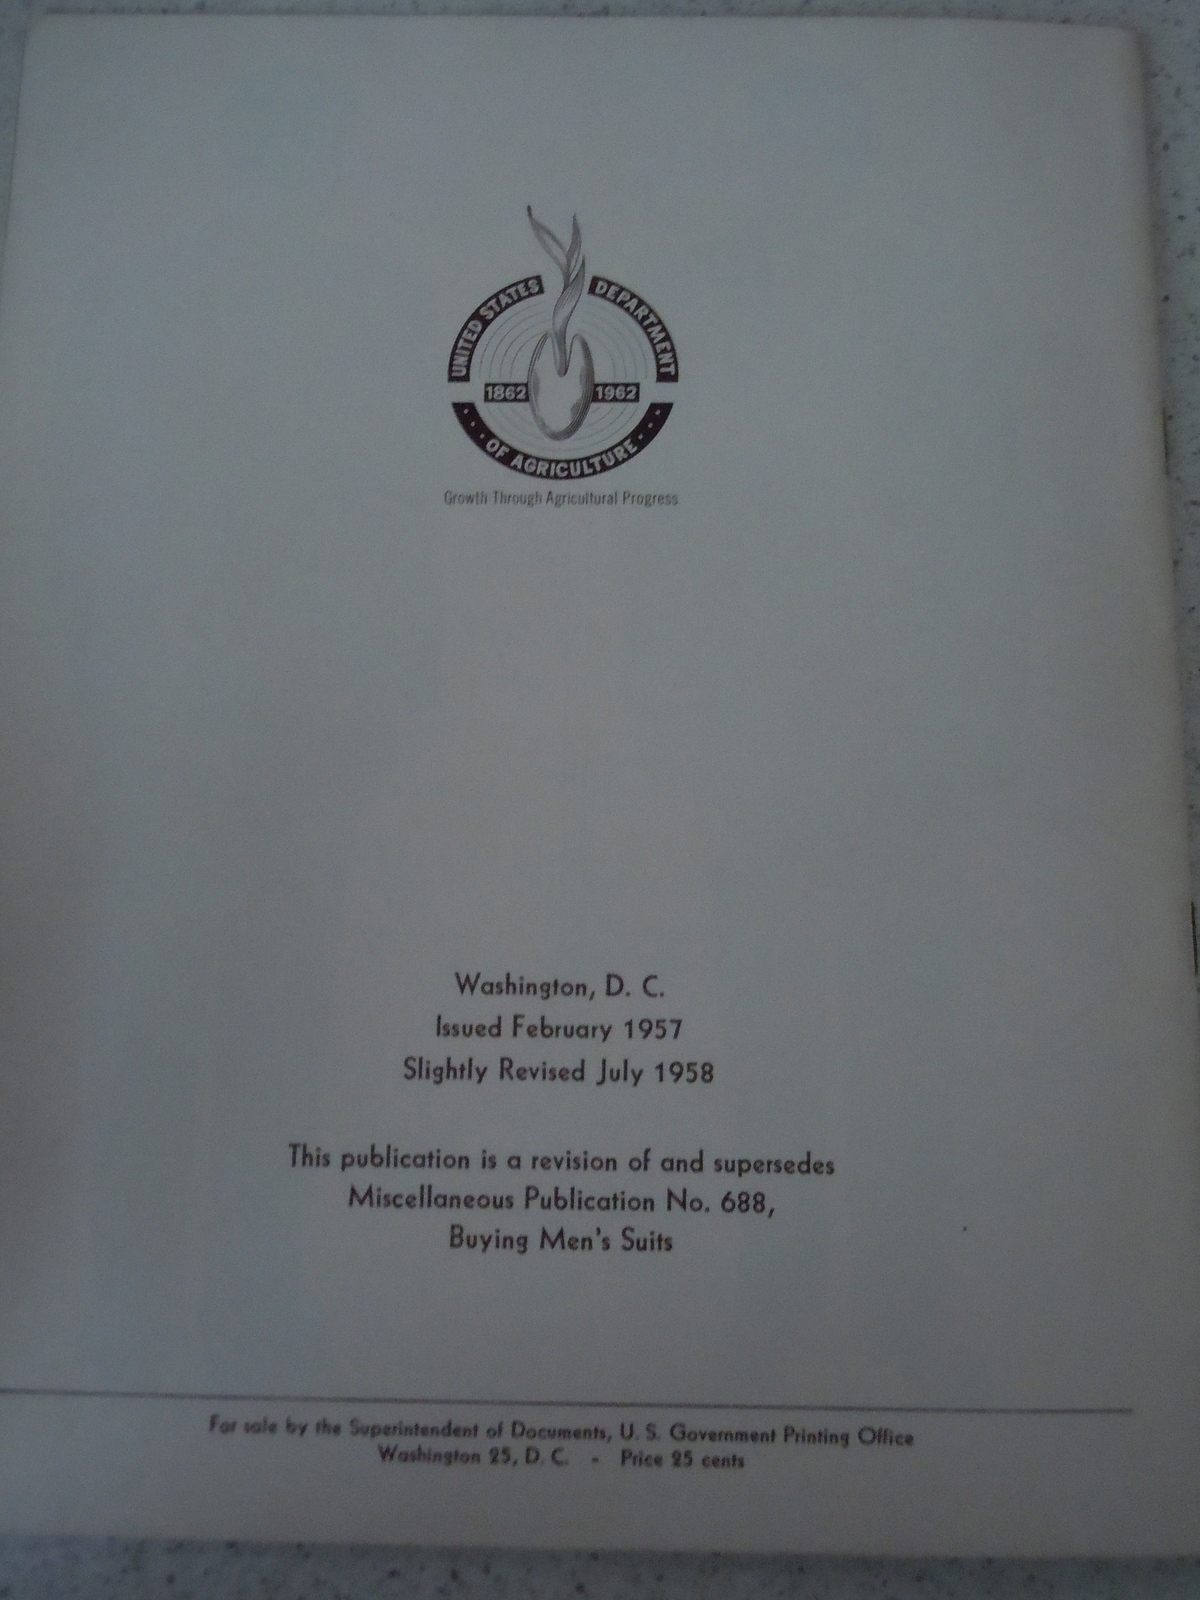 UNITED STATES DEPARTMENT
1862 1962
OF AGRICULTURE
Growth Through Agricultural Progress
Washington, D. C.
Issued February 1957
Slightly Revised July 1958
This publication is a revision of and supersedes
Miscellaneous Publication No. 688,
Buying Men's Suits
For sale by the Superintendent of Documents, U. S. Government Printing Office
Washington 25, D. C. - Price 25 cents